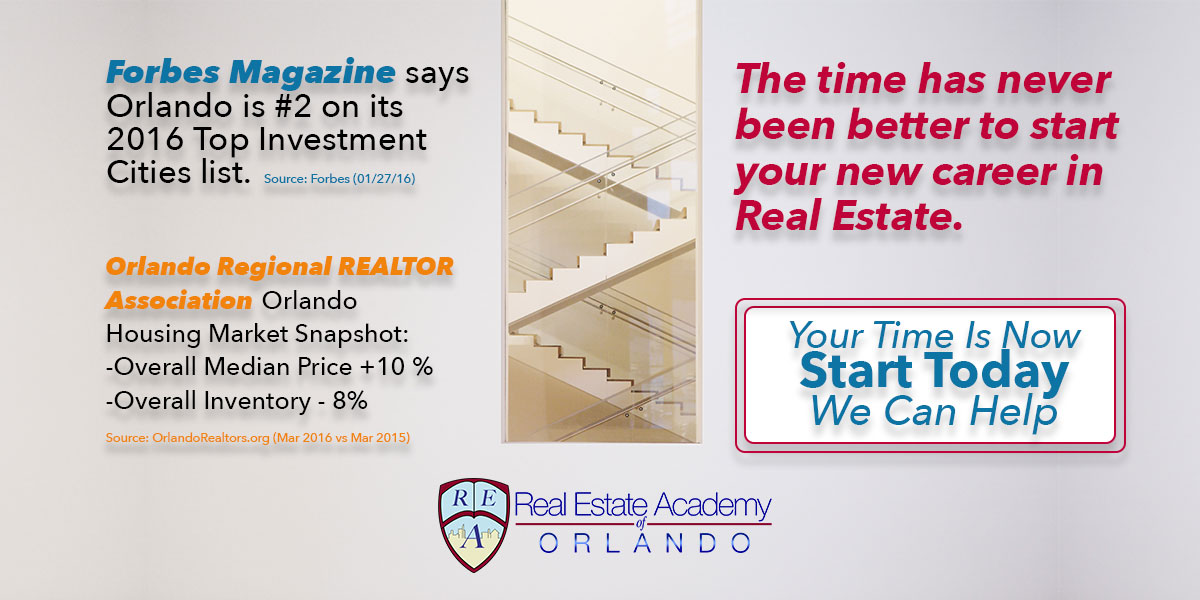 Forbes Magazine says
Orlando is #2 on its
2016 Top Investment
Cities list. Source: Forbes (01/27/16)
Orlando Regional REALTOR
Association Orlando
Housing Market Snapshot:
-Overall Median Price +10 %
-Overall Inventory - 8%
Source: OrlandoRealtors.org (Mar 2016 vs Mar 2015)
The time has never
been better to start
your new career in
Real Estate.
Your Time Is Now
Start Today
We Can Help
R E
A
Real Estate Academy
of
ORLANDO